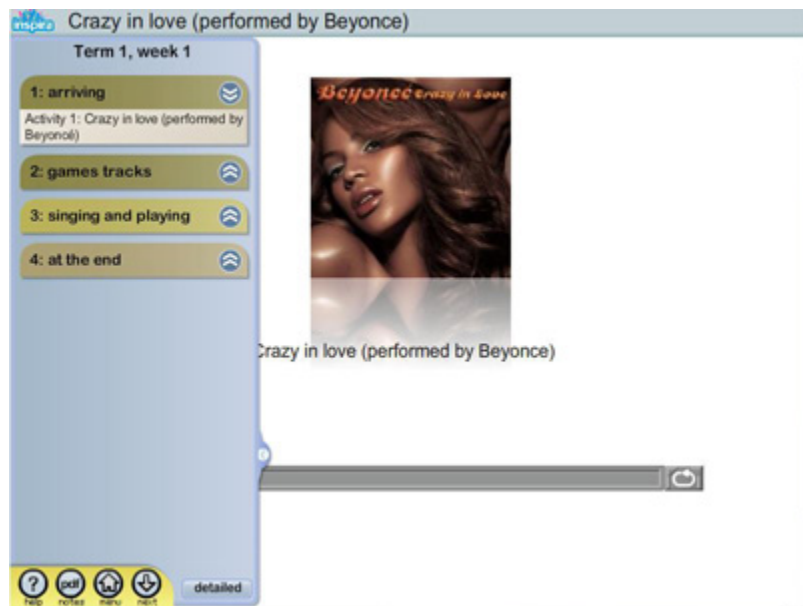 inspira
Crazy in love (performed by Beyonce)
Term 1, week 1
1: arriving
Activity 1: Crazy in love (performed by
Beyoncé)
2: games tracks
3: singing and playing
4: at the end
Beyoncé Crazy in Love
Crazy in love (performed by Beyonce)
?
pdf
help
notes
menu
next
detailed